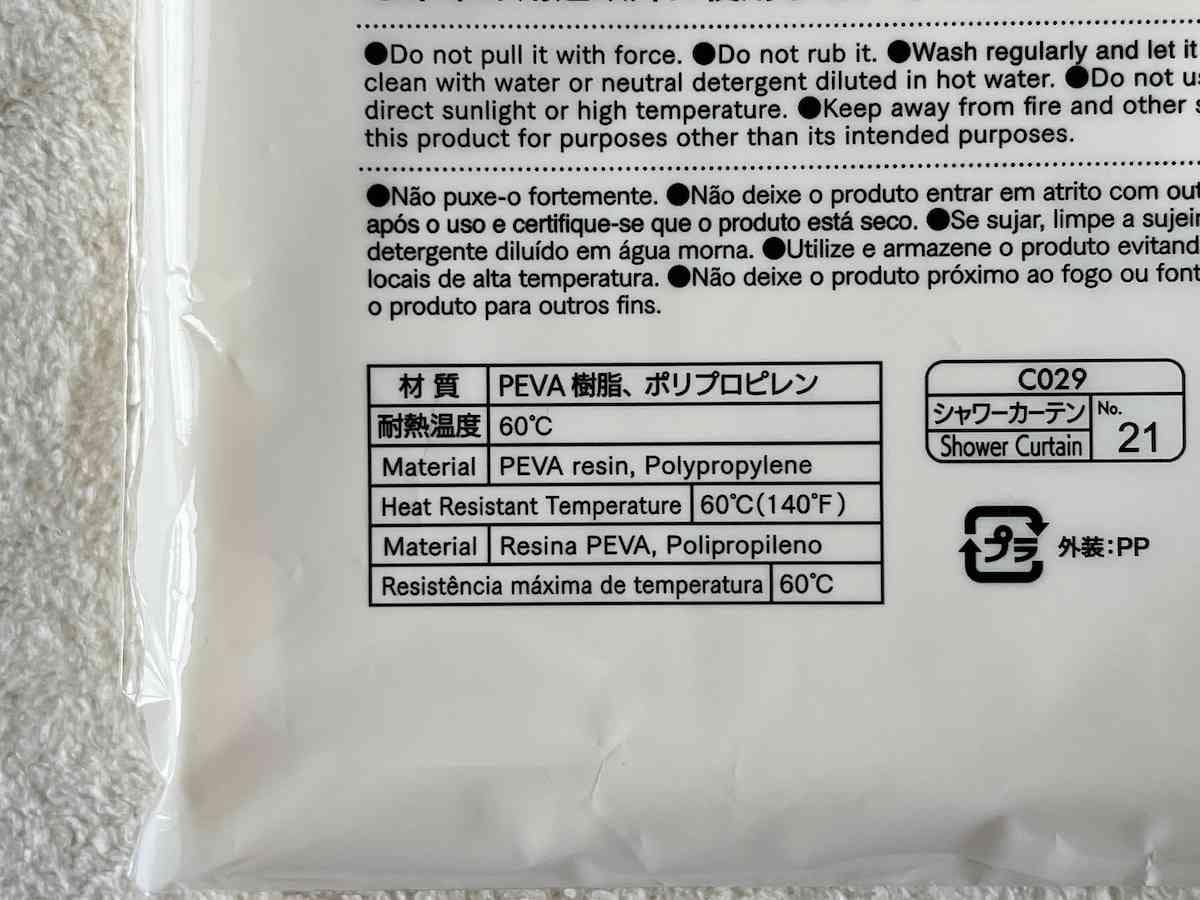 ●Do not pull it with force. ●Do not rub it. ●Wash regularly and let it
clean with water or neutral detergent diluted in hot water. ●Do not
direct sunlight or high temperature. ●Keep away from fire and other
this product for purposes other than its intended purposes.
●Não puxe-o fortemente. ●Não deixe o produto entrar em atrito com
após o uso e certifique-se que o produto está seco. ●Se sujar, limpe a
detergente diluído em água morna. ●Utilize e armazene o produto
locais de alta temperatura. ●Não deixe o produto próximo ao fogo ou
o produto para outros fins.
材質 PEVA樹脂、ポリプロピレン
耐熱温度 60℃
Material PEVA resin, Polypropylene
Heat Resistant Temperature 60℃(140℉)
Material Resina PEVA, Polipropileno
Resistência máxima de temperatura 60℃
C029
シャワーカーテン
Shower Curtain
No.
21
プラ 外装:PP